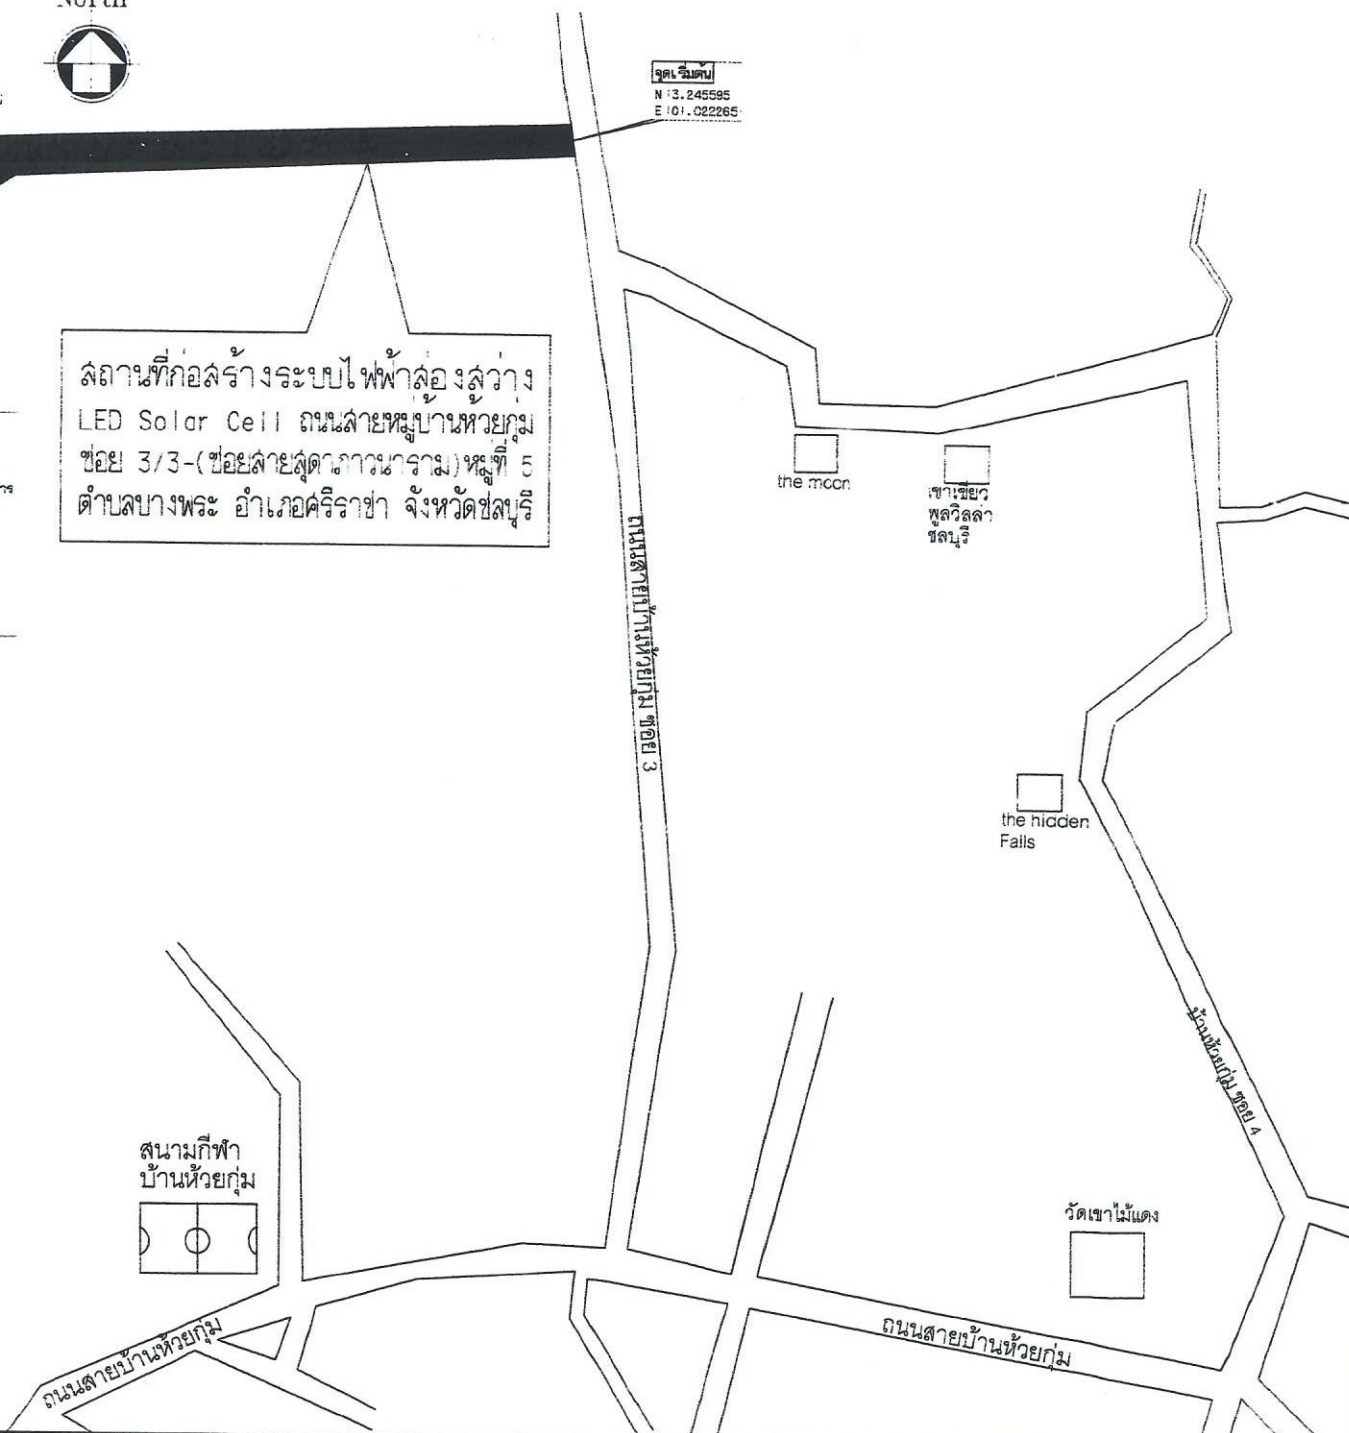 North
จุดเริ่มต้น
N 13.245595
E 101.022265
สถานที่ก่อสร้างระบบไฟฟ้าส่องสว่าง
LED Solar Cell ถนนสายหมู่บ้านห้วยกุ่ม
ซอย 3/3-(ซอยสายสุดาภาวนาราม)หมู่ที่ 5
ตำบลบางพระ อำเภอศรีราชา จังหวัดชลบุรี
the moon
เขาเขียว
พูลวิลล่า
ชลบุรี
ถนนสายบ้านห้วยกุ่ม ซอย 3
the hidden
Falls
บ้านห้วยกุ่ม ซอย 4
สนามกีฬา
บ้านห้วยกุ่ม
วัดเขาไม้แดง
ถนนสายบ้านห้วยกุ่ม
ถนนสายบ้านห้วยกุ่ม